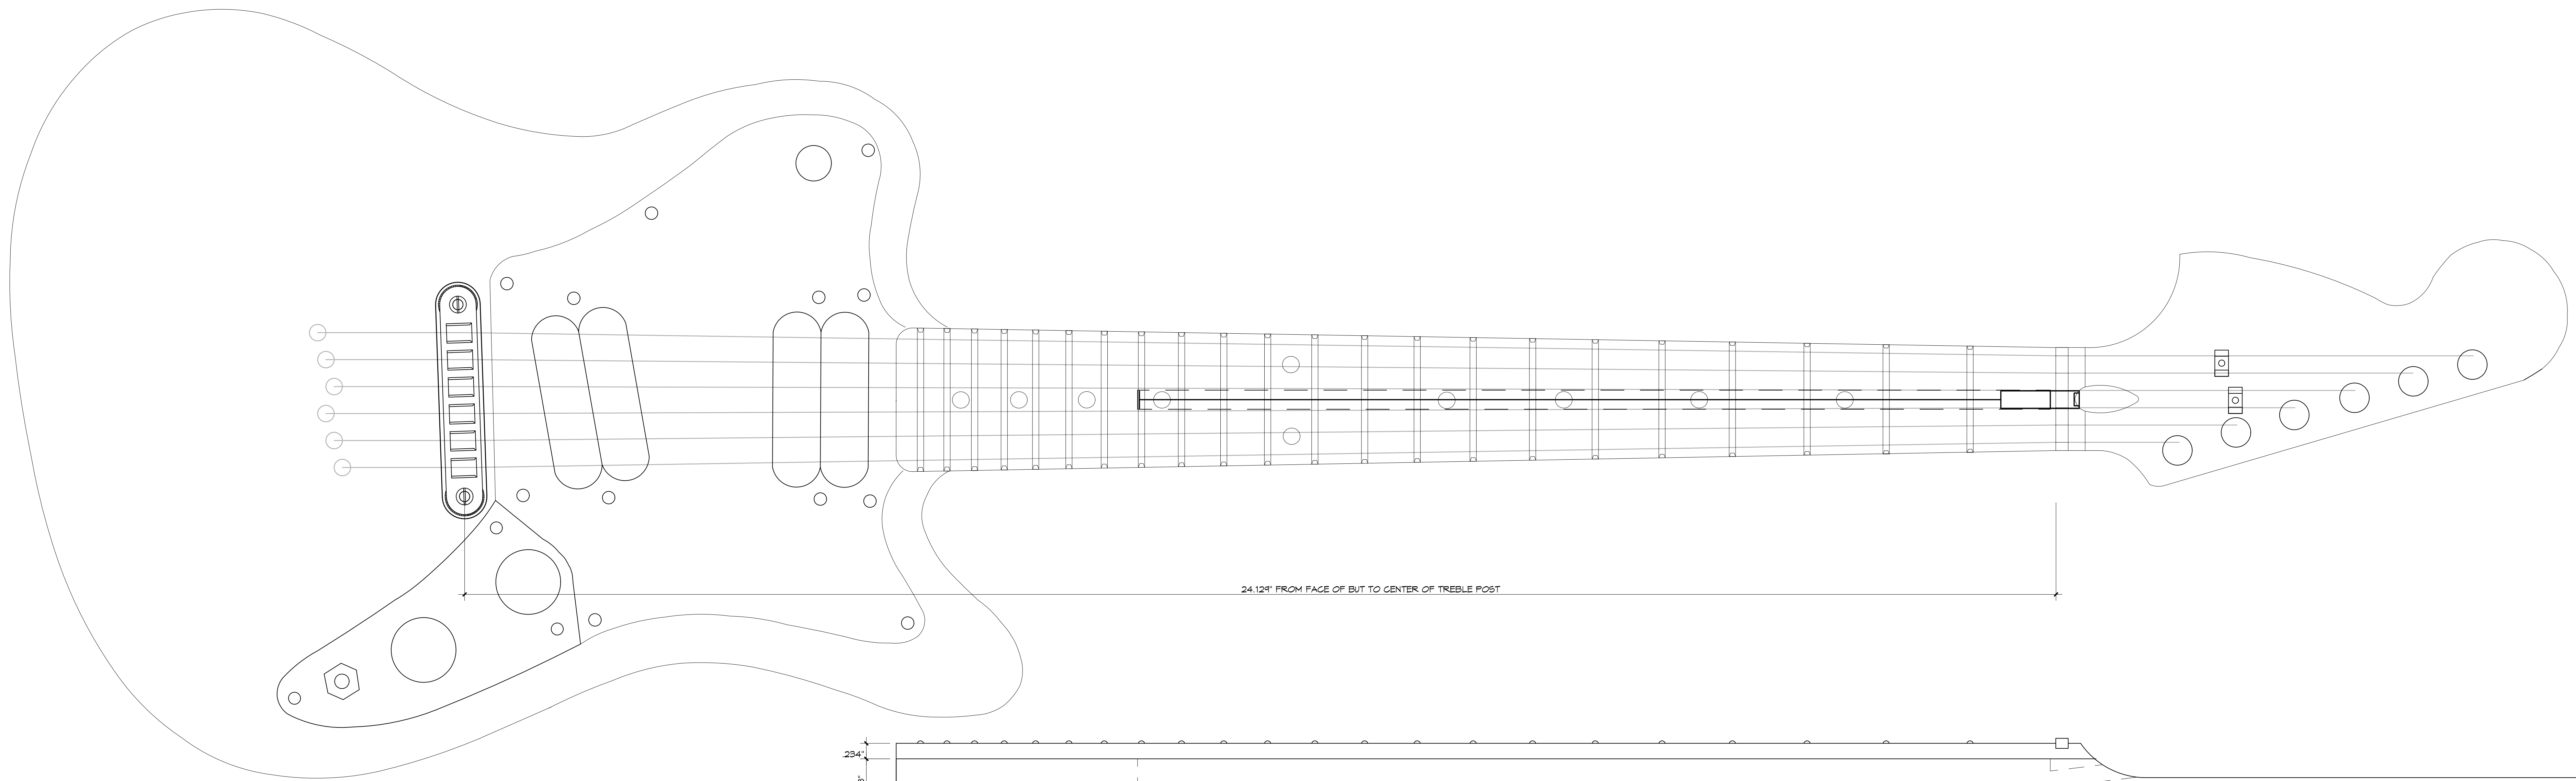 24.129" FROM FACE OF BUT TO CENTER OF TREBLE POST
.234"